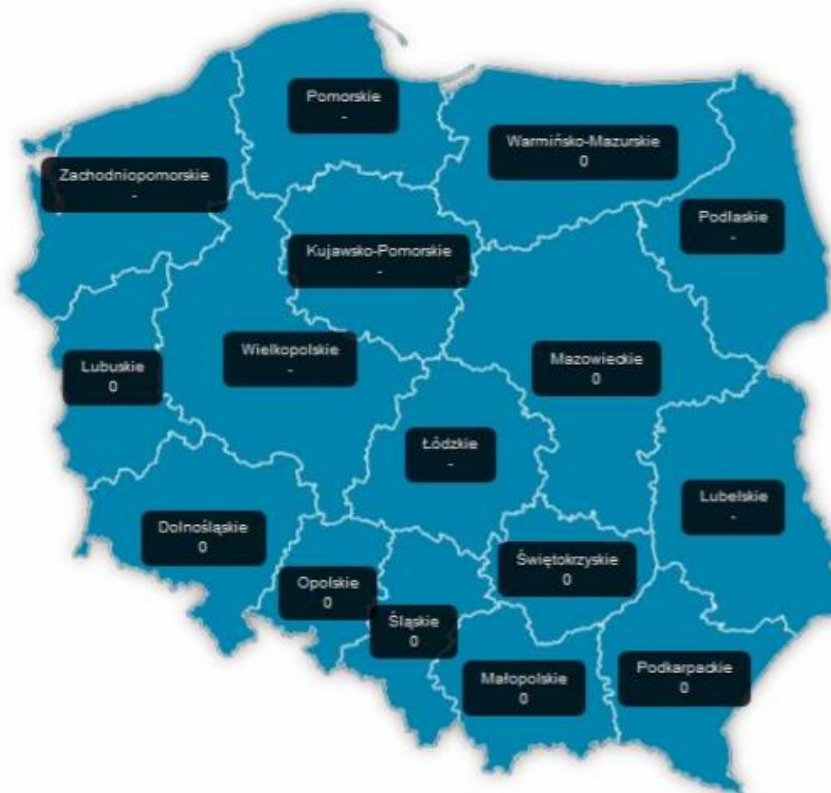 Pomorskie
-
Warmińsko-Mazurskie
0
Zachodniopomorskie
-
Podlaskie
-
Kujawsko-Pomorskie
-
Wielkopolskie
-
Mazowieckie
0
Lubuskie
0
Łódzkie
-
Lubelskie
-
Dolnośląskie
0
Świętokrzyskie
0
Opolskie
0
Śląskie
0
Małopolskie
0
Podkarpackie
0